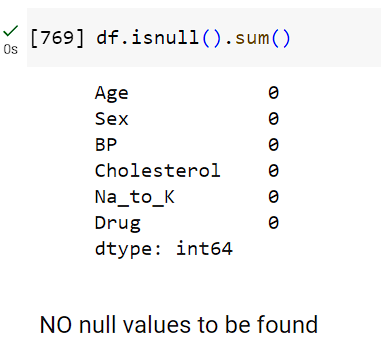 [769] df.isnull().sum()
0s
Age 0
Sex 0
BP 0
Cholesterol 0
Na_to_K 0
Drug 0
dtype: int64
NO null values to be found